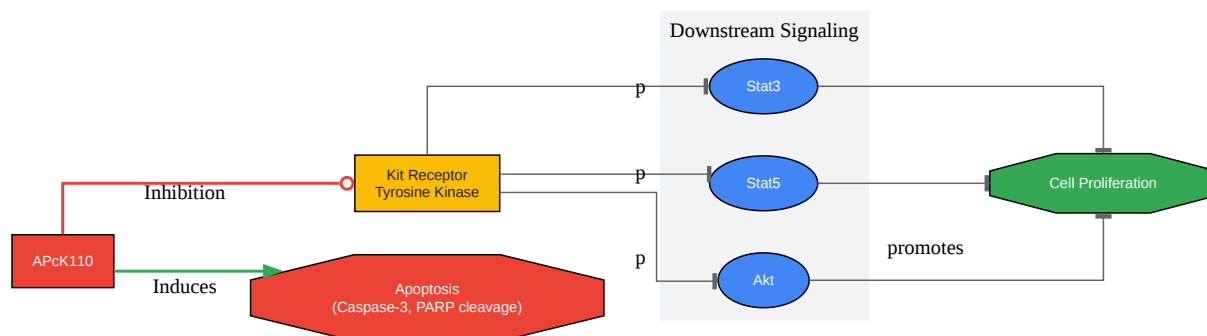 Downstream Signaling
p
Stat3
Kit Receptor
Tyrosine Kinase
p
Stat5
Cell Proliferation
Inhibition
APcK110
p
promotes
Akt
Induces
Apoptosis
(Caspase-3, PARP cleavage)